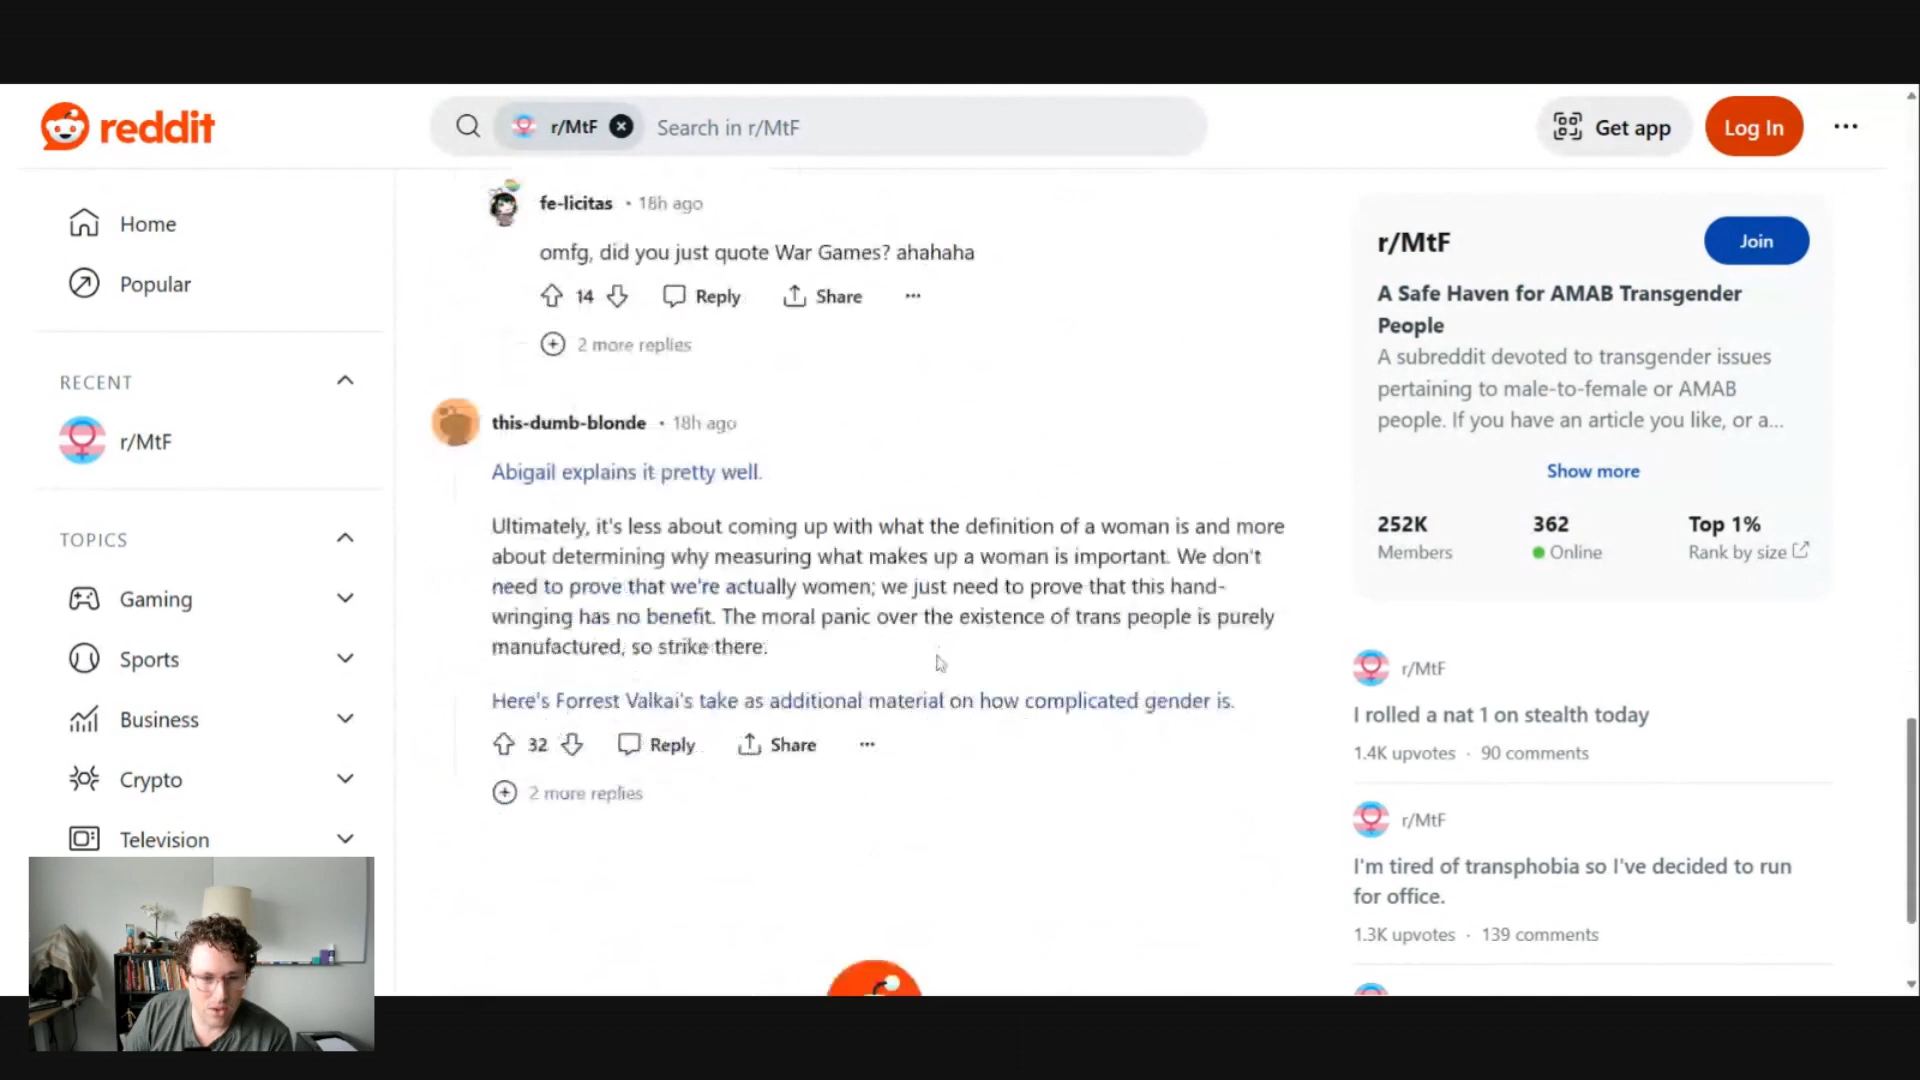 reddit
r/MtF
Search in r/MtF
Get app
Log In
Home
Popular
RECENT
r/MtF
TOPICS
Gaming
Sports
Business
Crypto
Television
fe-licitas • 18h ago
omfg, did you just quote War Games? ahahaha
14 Reply Share
2 more replies
this-dumb-blonde • 18h ago
Abigail explains it pretty well.
Ultimately, it's less about coming up with what the definition of a woman is and more
about determining why measuring what makes up a woman is important. We don't
need to prove that we're actually women; we just need to prove that this hand-
wringing has no benefit. The moral panic over the existence of trans people is purely
manufactured, so strike there.
Here's Forrest Valkai's take as additional material on how complicated gender is.
32 Reply Share
2 more replies
r/MtF
Join
A Safe Haven for AMAB Transgender
People
A subreddit devoted to transgender issues
pertaining to male-to-female or AMAB
people. If you have an article you like, or a...
Show more
252K 362 Top 1%
Members Online Rank by size
r/MtF
I rolled a nat 1 on stealth today
1.4K upvotes · 90 comments
r/MtF
I'm tired of transphobia so I've decided to run
for office.
1.3K upvotes · 139 comments